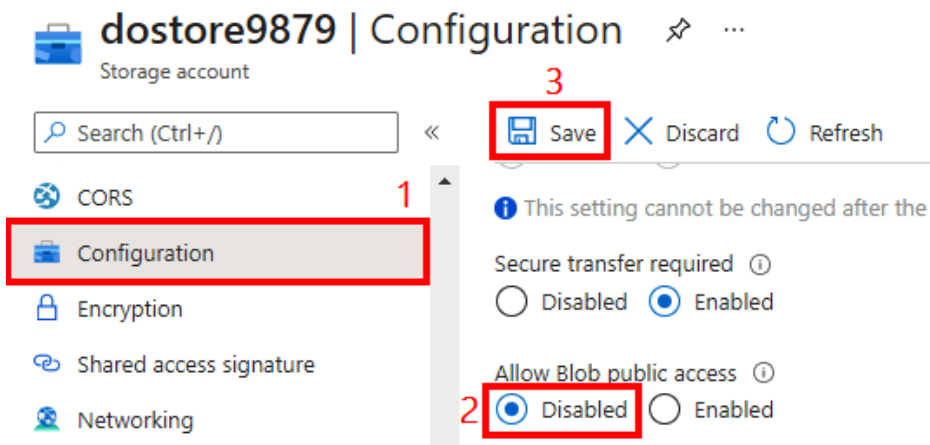 dostore9879 | Configuration ...
Storage account
3
Search (Ctrl+/) «
Save Discard Refresh
CORS
1
This setting cannot be changed after the
Configuration
Secure transfer required
Disabled Enabled
Encryption
Shared access signature
Allow Blob public access
2 Disabled Enabled
Networking